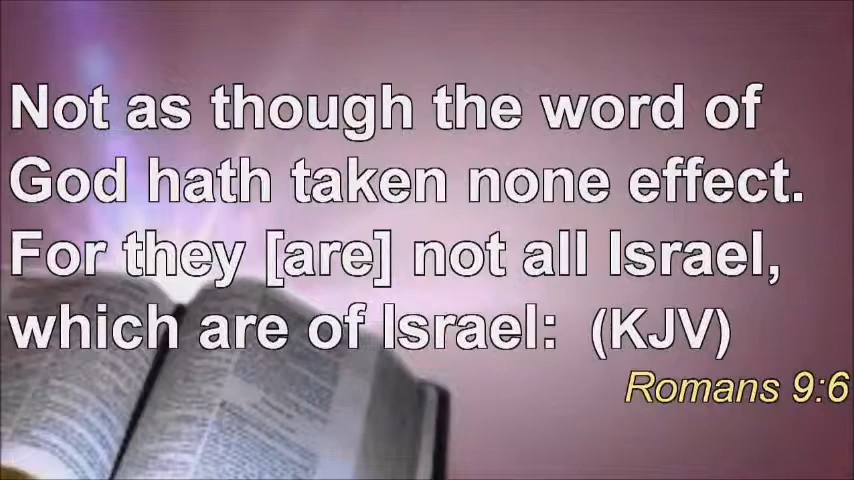 Not as though the word of
God hath taken none effect.
For they [are] not all Israel,
which are of Israel: (KJV)
Romans 9:6